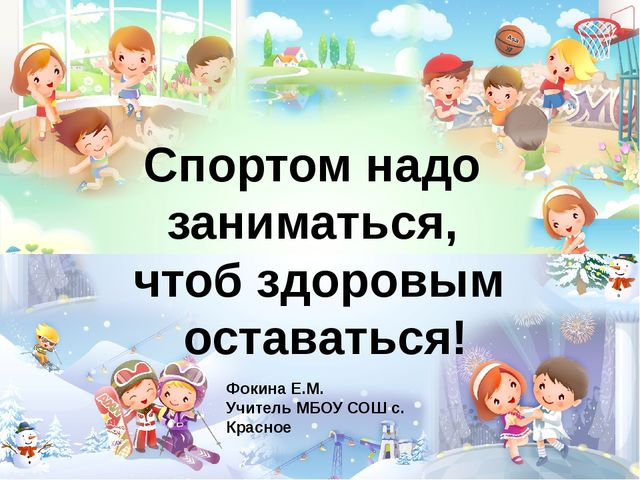 Спортом надо
заниматься,
чтоб здоровым
оставаться!
Фокина Е.М.
Учитель МБОУ СОШ с.
Красное